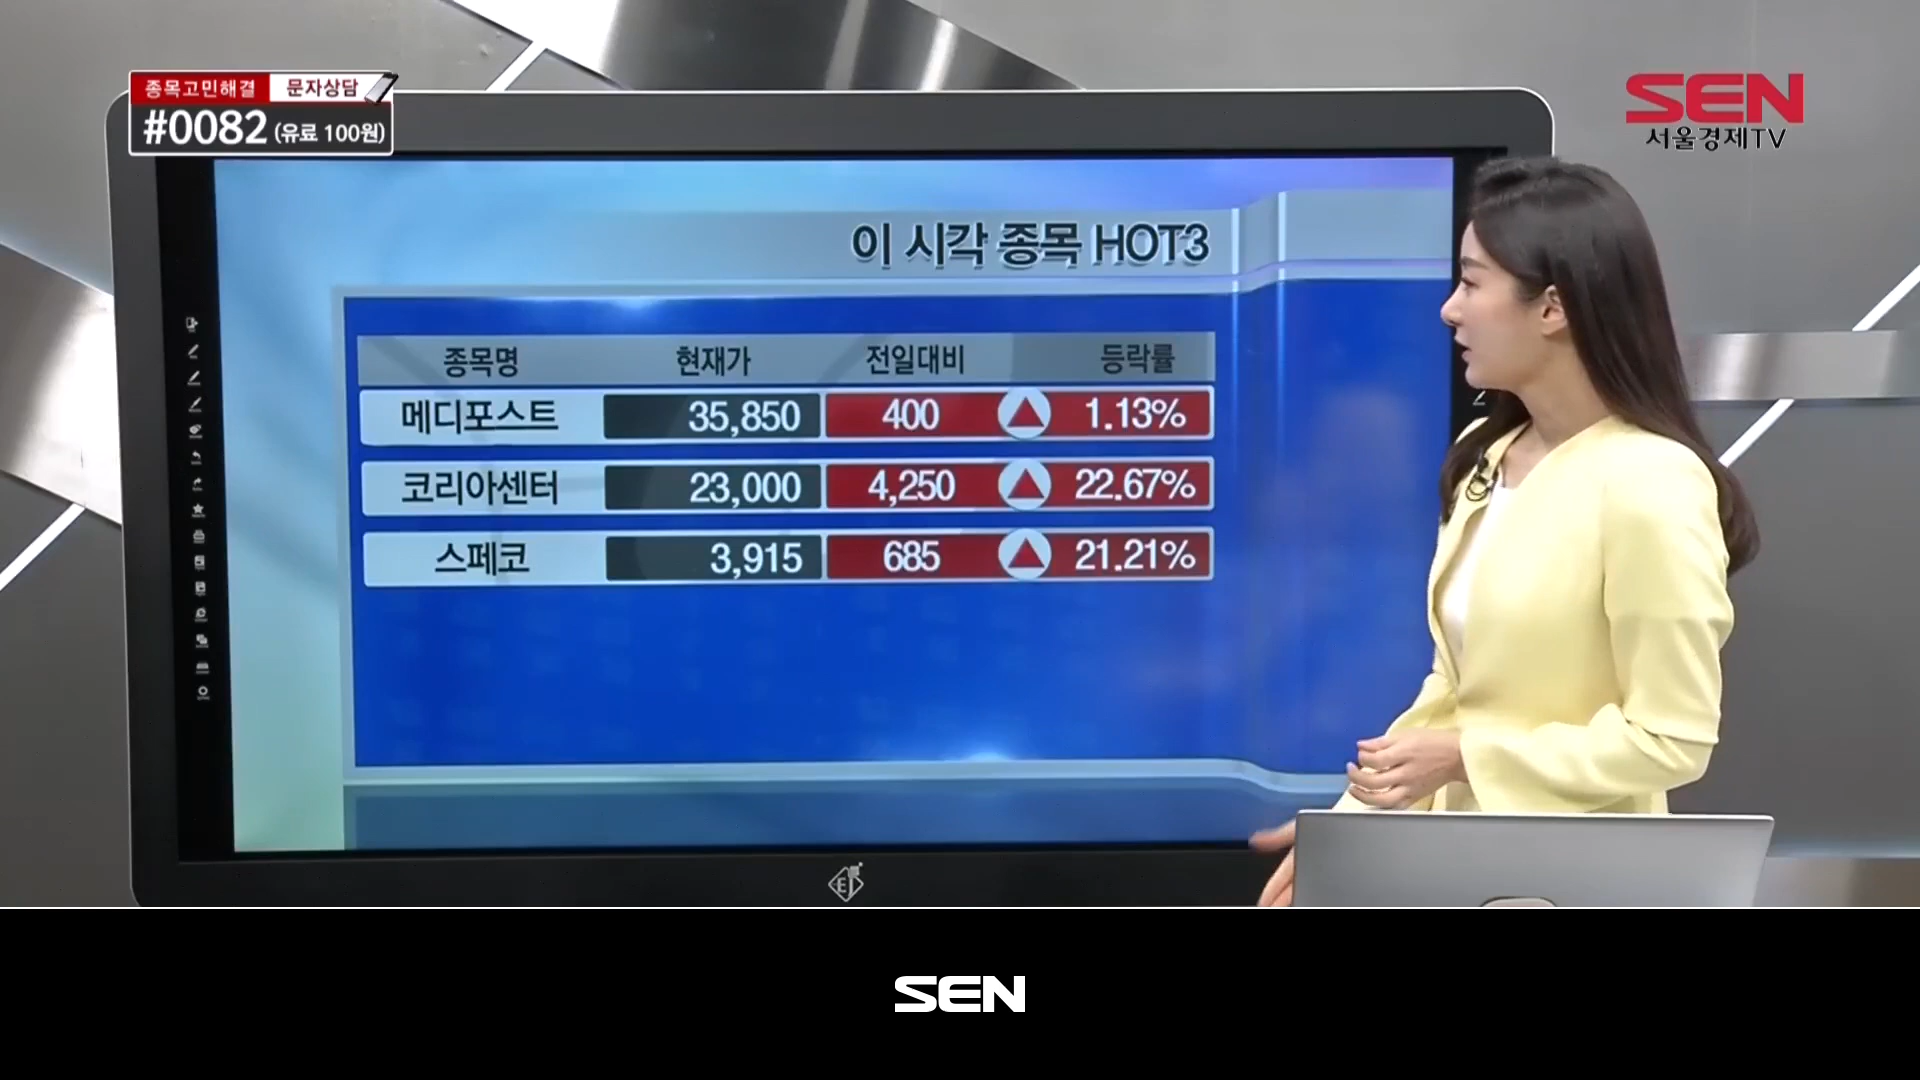 종목고민해결 문자상담
#0082 (유료 100원)
SEN
서울경제TV
이 시각 종목 HOT3
종목명 현재가 전일대비 등락률
메디포스트 35,850 400 ▲ 1.13%
코리아센터 23,000 4,250 ▲ 22.67%
스페코 3,915 685 ▲ 21.21%
SEN